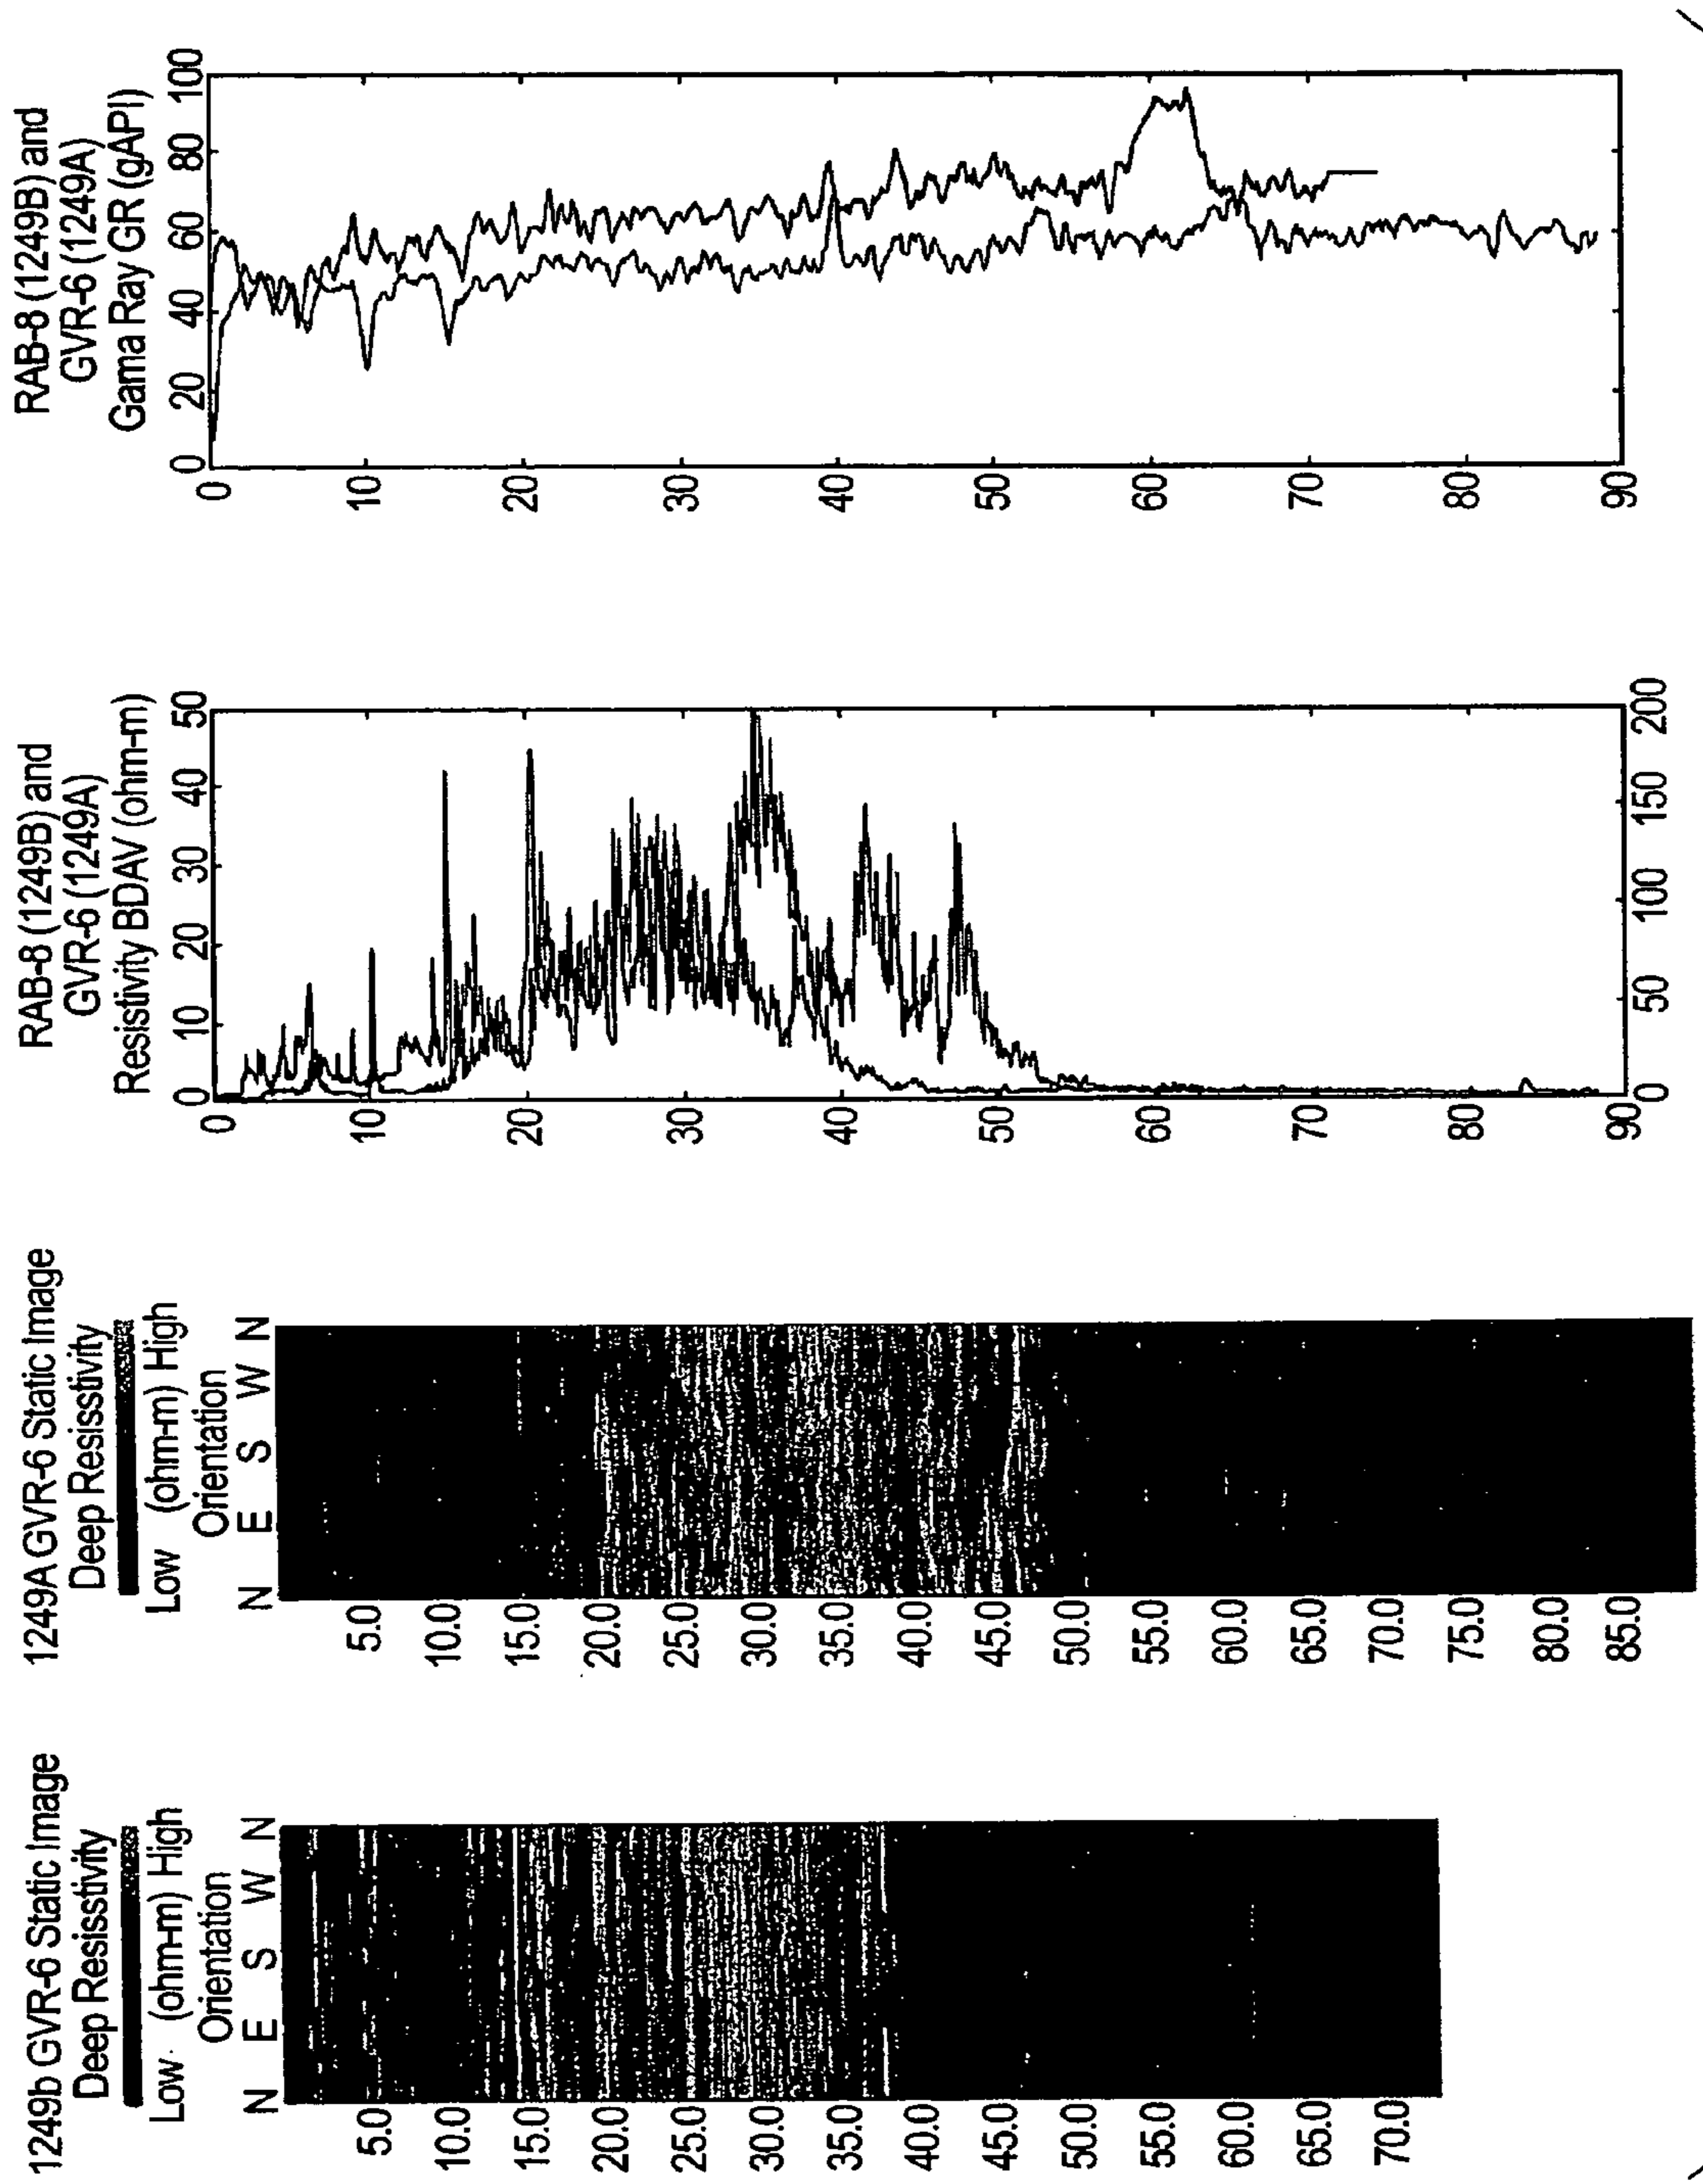 1249b GVR-6 Static Image
Deep Resisstivity
Low (ohm-m) High
Orientation
N E S W N
5.0
10.0
15.0
20.0
25.0
30.0
35.0
40.0
45.0
50.0
55.0
60.0
65.0
70.0
1249A GVR-6 Static Image
Deep Resisstivity
Low (ohm-m) High
Orientation
N E S W N
5.0
10.0
15.0
20.0
25.0
30.0
35.0
40.0
45.0
50.0
55.0
60.0
65.0
70.0
75.0
80.0
85.0
RAB-8 (1249B) and
GVR-6 (1249A)
Resistivity BDAV (ohm-m)
0 10 20 30 40 50
0
10
20
30
40
50
60
70
80
90
0 50 100 150 200
RAB-8 (1249B) and
GVR-6 (1249A)
Gama Ray GR (gAPI)
0 20 40 60 80 100
0
10
20
30
40
50
60
70
80
90